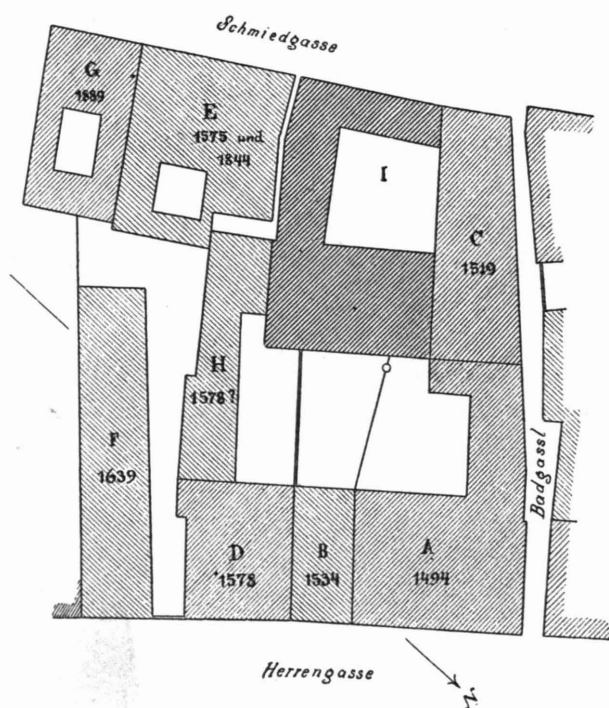 Schmiedgasse
G
1889
E
1575 und
1844
I
C
1519
H
1578?
F
1639
Badgassl
D
1578
B
1534
A
1494
Herrengasse
N